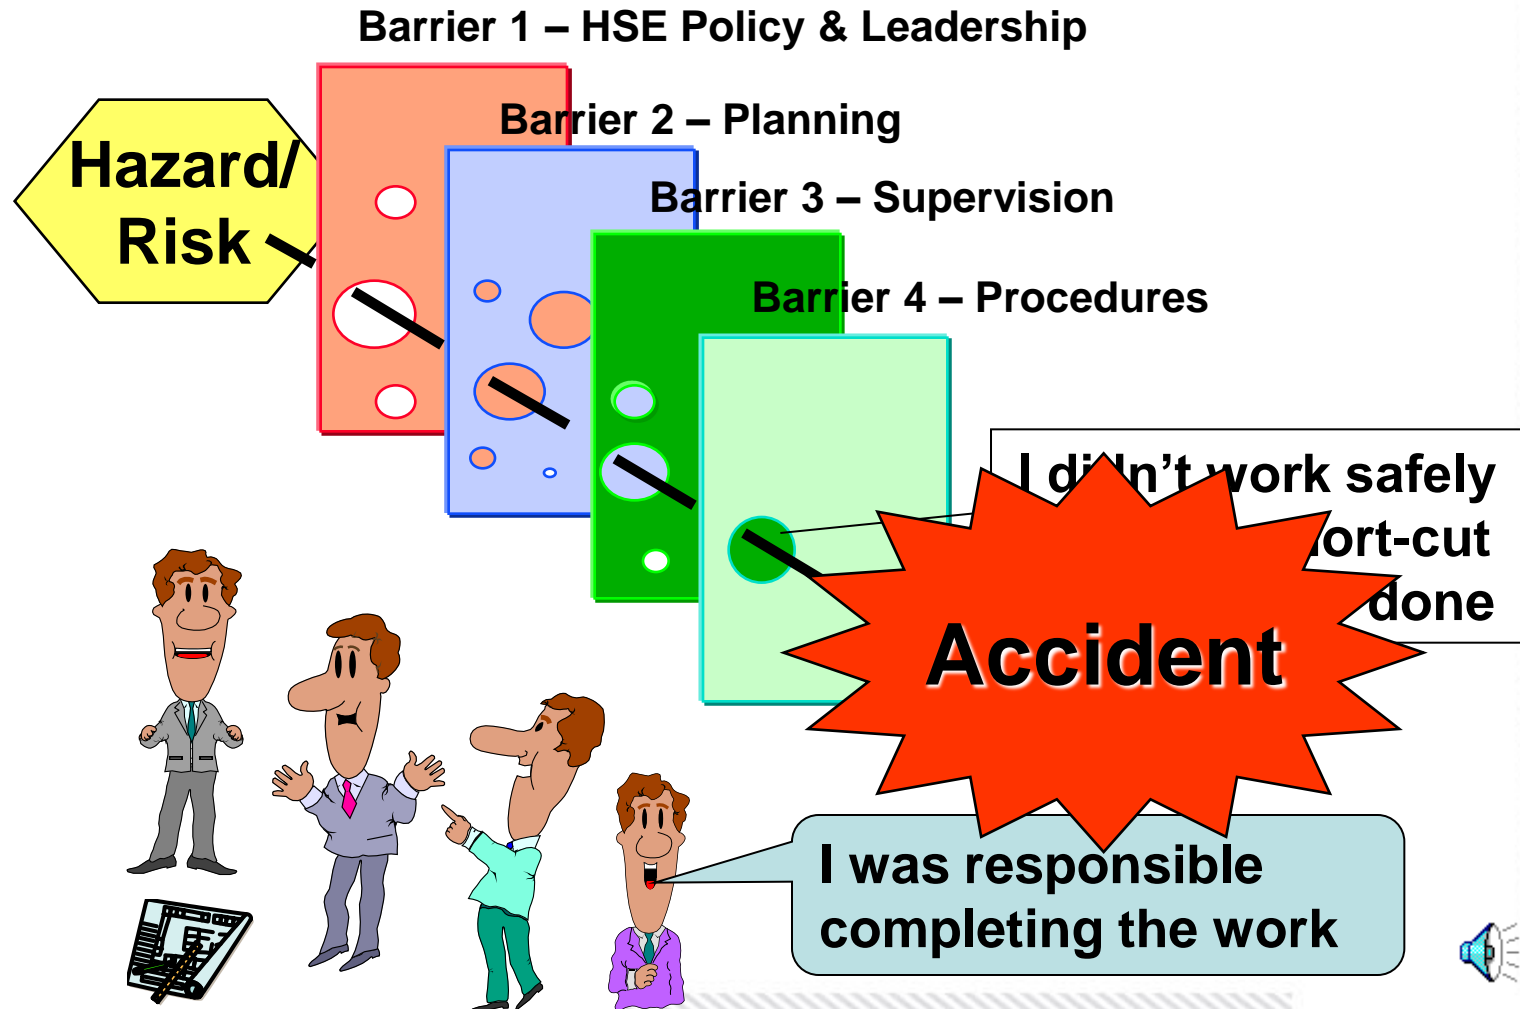 Barrier 1 – HSE Policy & Leadership
Barrier 2 – Planning
Hazard/
Risk
Barrier 3 – Supervision
Barrier 4 – Procedures
I didn't work safely
done
Accident
I was responsible
completing the work